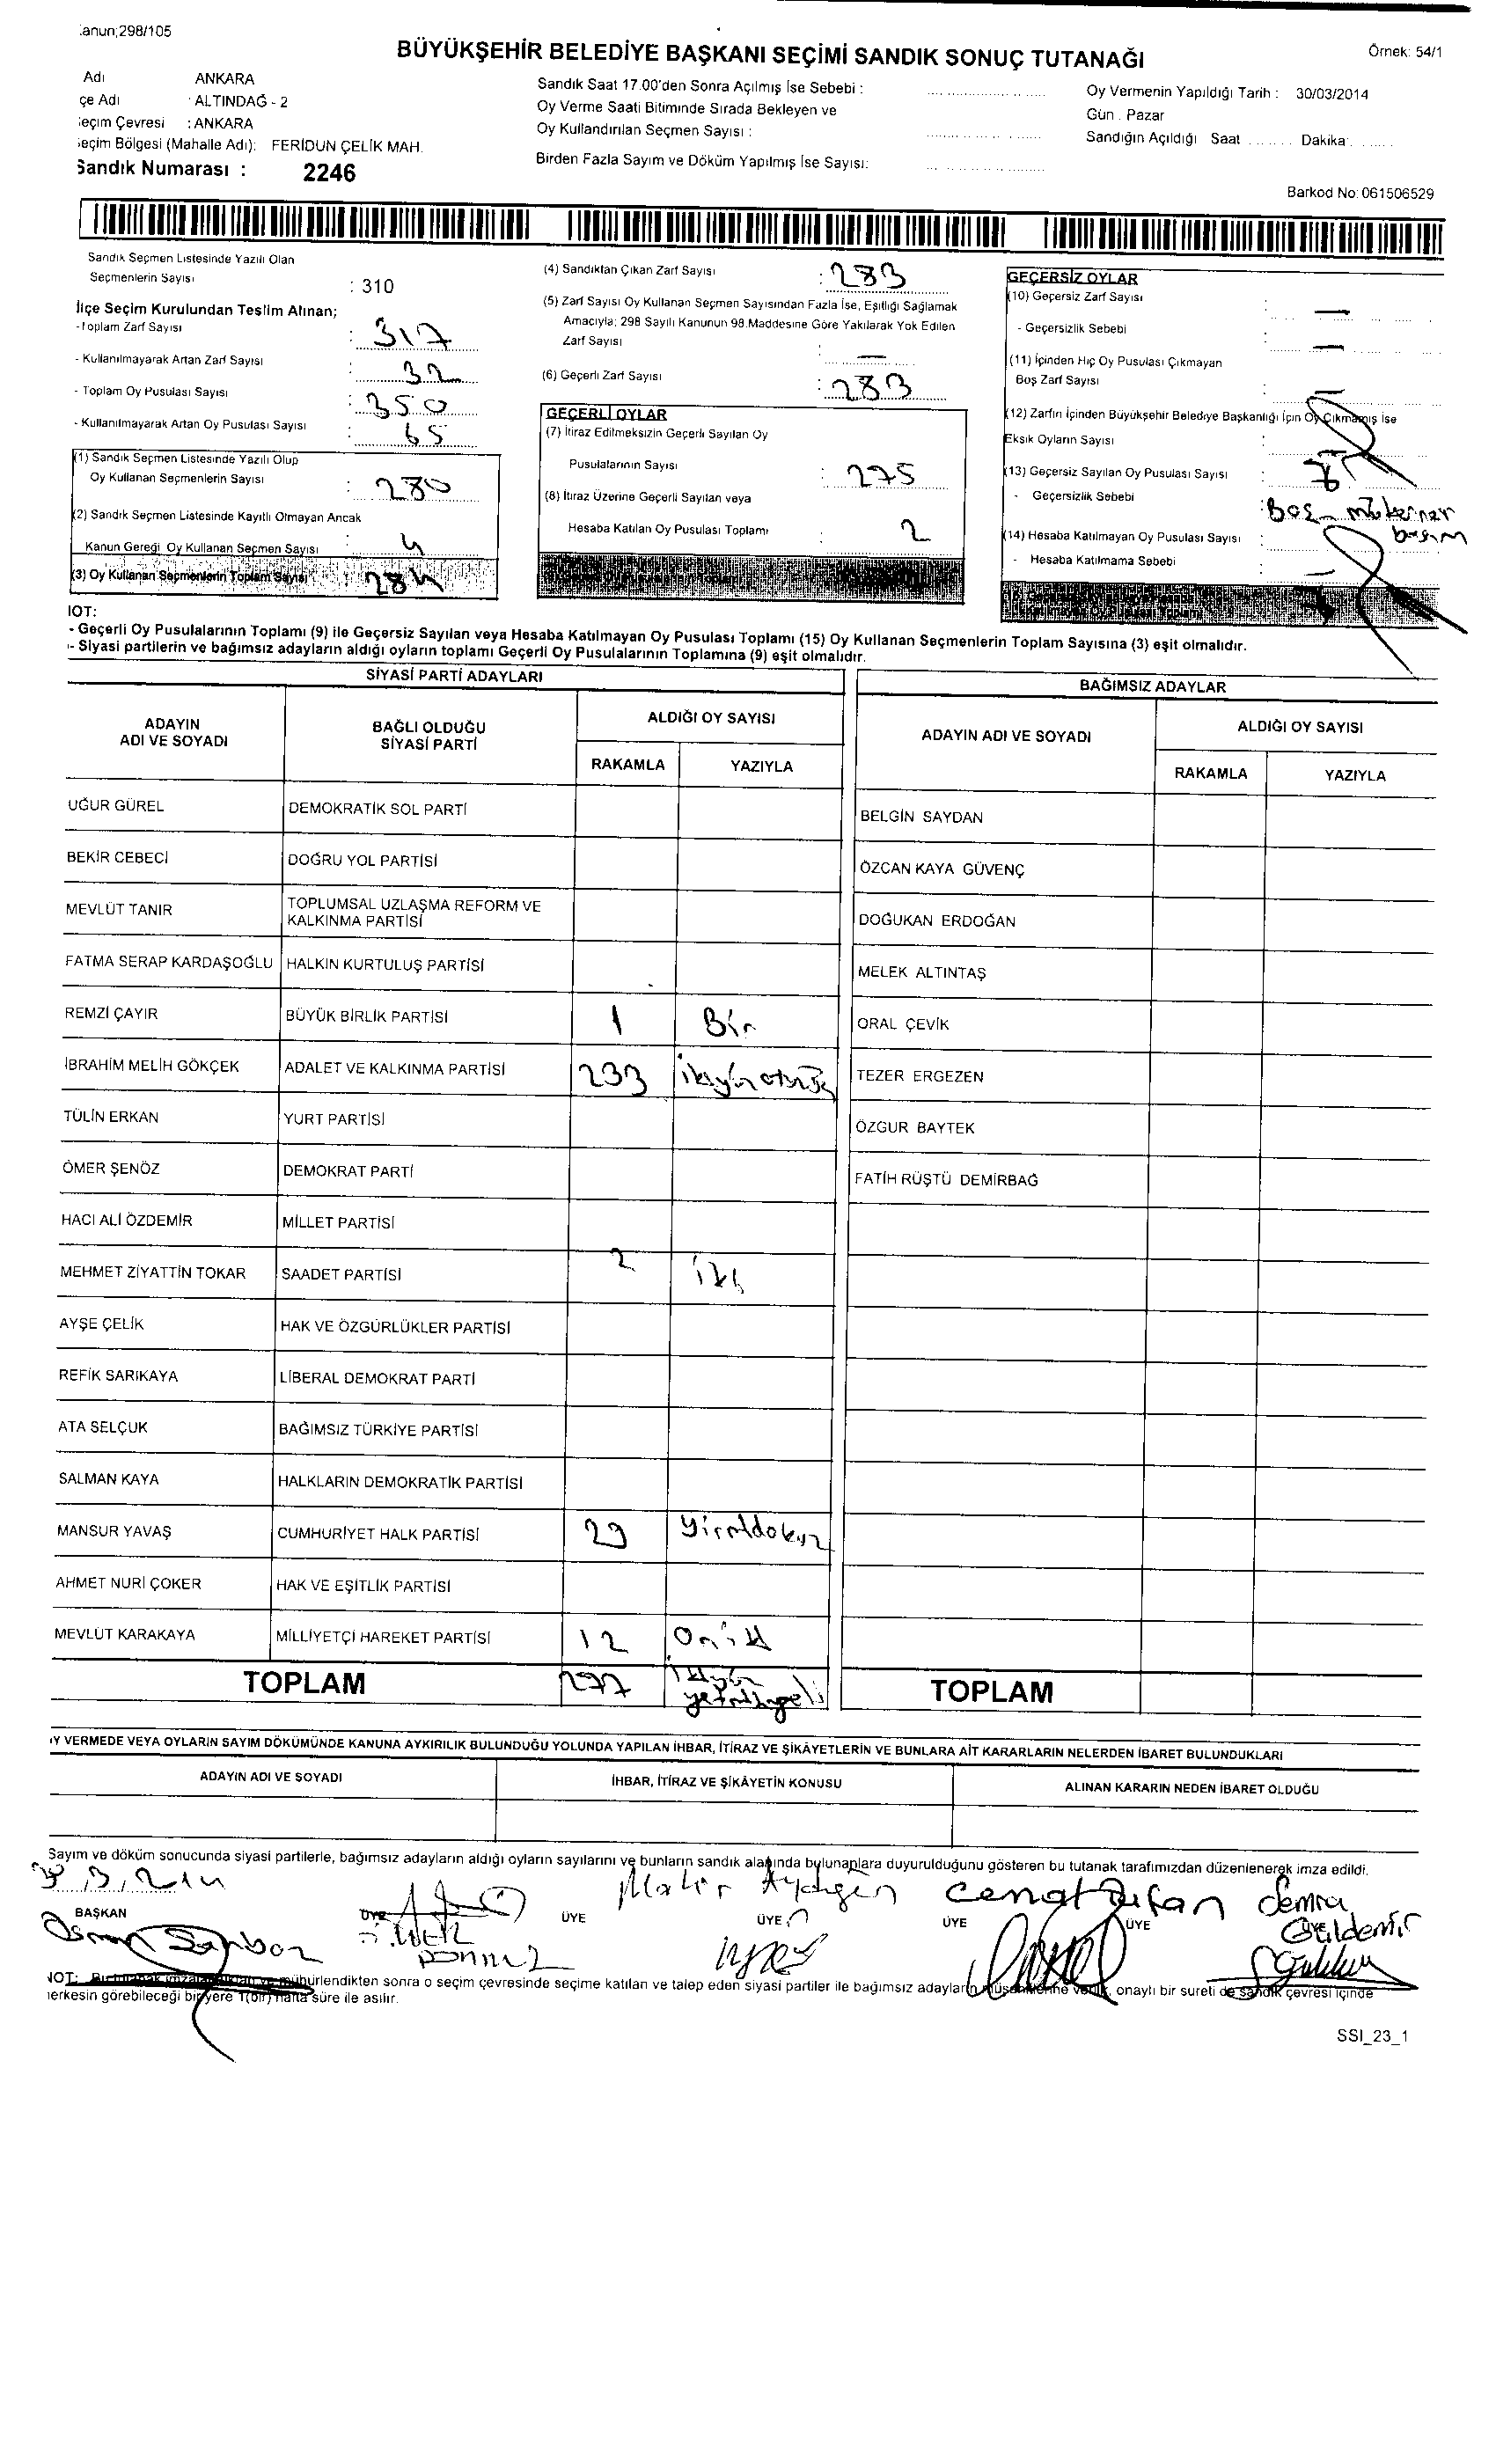 anun;298/105
BÜYÜKŞEHİR BELEDİYE BAŞKANI SEÇİMİ SANDIK SONUÇ TUTANAĞI
Örnek: 54/1
Adı ANKARA
çe Adı : ALTINDAĞ - 2
eçim Çevresi : ANKARA
eçim Bölgesi (Mahalle Adı): FERİDUN ÇELİK MAH.
Sandık Numarası : 2246
Sandık Saat 17.00'den Sonra Açılmış İse Sebebi :
Oy Verme Saati Bitiminde Sırada Bekleyen ve
Oy Kullandırılan Seçmen Sayısı :
Birden Fazla Sayım ve Döküm Yapılmış İse Sayısı:
Oy Vermenin Yapıldığı Tarih : 30/03/2014
Gün . Pazar
Sandığın Açıldığı Saat ....... Dakika: ......
Barkod No: 061506529
Sandık Seçmen Listesinde Yazılı Olan
Seçmenlerin Sayısı : 310
İlçe Seçim Kurulundan Teslim Alınan;
-Toplam Zarf Sayısı : 317
- Kullanılmayarak Artan Zarf Sayısı : 32
- Toplam Oy Pusulası Sayısı : 350
- Kullanılmayarak Artan Oy Pusulası Sayısı : 65
(1) Sandık Seçmen Listesinde Yazılı Olup
Oy Kullanan Seçmenlerin Sayısı : 280
(2) Sandık Seçmen Listesinde Kayıtlı Olmayan Ancak
Kanun Gereği Oy Kullanan Seçmen Sayısı : 4
(3) Oy Kullanan Seçmenlerin Toplam Sayısı : 284
(4) Sandıktan Çıkan Zarf Sayısı : 283
(5) Zarf Sayısı Oy Kullanan Seçmen Sayısından Fazla İse, Eşitliği Sağlamak
Amacıyla; 298 Sayılı Kanunun 98.Maddesine Göre Yakılarak Yok Edilen
Zarf Sayısı : —
(6) Geçerli Zarf Sayısı : 283
GEÇERLİ OYLAR
(7) İtiraz Edilmeksizin Geçerli Sayılan Oy
Pusulalarının Sayısı : 275
(8) İtiraz Üzerine Geçerli Sayılan veya
Hesaba Katılan Oy Pusulası Toplamı : 2
GEÇERSİZ OYLAR
(10) Geçersiz Zarf Sayısı : —
- Geçersizlik Sebebi : —
(11) İçinden Hiç Oy Pusulası Çıkmayan
Boş Zarf Sayısı : —
(12) Zarfın İçinden Büyükşehir Belediye Başkanlığı İçin Oy Çıkmamış İse
Eksik Oyların Sayısı :
(13) Geçersiz Sayılan Oy Pusulası Sayısı :
- Geçersizlik Sebebi : Boş - mükerrer
basım
(14) Hesaba Katılmayan Oy Pusulası Sayısı :
- Hesaba Katılmama Sebebi : —
IOT:
- Geçerli Oy Pusulalarının Toplamı (9) ile Geçersiz Sayılan veya Hesaba Katılmayan Oy Pusulası Toplamı (15) Oy Kullanan Seçmenlerin Toplam Sayısına (3) eşit olmalıdır.
- Siyasi partilerin ve bağımsız adayların aldığı oyların toplamı Geçerli Oy Pusulalarının Toplamına (9) eşit olmalıdır.
SİYASİ PARTİ ADAYLARI
ADAYIN ADI VE SOYADI BAĞLI OLDUĞU SİYASİ PARTİ ALDIĞI OY SAYISI
RAKAMLA YAZIYLA
UĞUR GÜREL DEMOKRATİK SOL PARTİ
BEKİR CEBECİ DOĞRU YOL PARTİSİ
MEVLÜT TANIR TOPLUMSAL UZLAŞMA REFORM VE KALKINMA PARTİSİ
FATMA SERAP KARDAŞOĞLU HALKIN KURTULUŞ PARTİSİ
REMZİ ÇAYIR BÜYÜK BİRLİK PARTİSİ 1 Bir
İBRAHİM MELİH GÖKÇEK ADALET VE KALKINMA PARTİSİ 233
TÜLİN ERKAN YURT PARTİSİ
ÖMER ŞENÖZ DEMOKRAT PARTİ
HACI ALİ ÖZDEMİR MİLLET PARTİSİ
MEHMET ZİYATTİN TOKAR SAADET PARTİSİ 2 iki
AYŞE ÇELİK HAK VE ÖZGÜRLÜKLER PARTİSİ
REFİK SARIKAYA LİBERAL DEMOKRAT PARTİ
ATA SELÇUK BAĞIMSIZ TÜRKİYE PARTİSİ
SALMAN KAYA HALKLARIN DEMOKRATİK PARTİSİ
MANSUR YAVAŞ CUMHURİYET HALK PARTİSİ 29 Yirmidokuz
AHMET NURİ ÇOKER HAK VE EŞİTLİK PARTİSİ
MEVLÜT KARAKAYA MİLLİYETÇİ HAREKET PARTİSİ 12 Oniki
TOPLAM 277 ikiyüz yetmişyedi
BAĞIMSIZ ADAYLAR
ADAYIN ADI VE SOYADI ALDIĞI OY SAYISI
RAKAMLA YAZIYLA
BELGİN SAYDAN
ÖZCAN KAYA GÜVENÇ
DOĞUKAN ERDOĞAN
MELEK ALTINTAŞ
ORAL ÇEVİK
TEZER ERGEZEN
ÖZGUR BAYTEK
FATİH RÜŞTÜ DEMİRBAĞ
TOPLAM
Y VERMEDE VEYA OYLARIN SAYIM DÖKÜMÜNDE KANUNA AYKIRILIK BULUNDUĞU YOLUNDA YAPILAN İHBAR, İTİRAZ VE ŞİKÂYETLERİN VE BUNLARA AİT KARARLARIN NELERDEN İBARET BULUNDUKLARI
ADAYIN ADI VE SOYADI İHBAR, İTİRAZ VE ŞİKÂYETİN KONUSU ALINAN KARARIN NEDEN İBARET OLDUĞU
Sayım ve döküm sonucunda siyasi partilerle, bağımsız adayların aldığı oyların sayılarını ve bunların sandık alanında bulunanlara duyurulduğunu gösteren bu tutanak tarafımızdan düzenlenerek imza edildi.
BAŞKAN ÜYE ÜYE ÜYE ÜYE ÜYE
Cengt
NOT: Bu tutanak imzalandıktan ve mühürlendikten sonra o seçim çevresinde seçime katılan ve talep eden siyasi partiler ile bağımsız adayların müşahitlerine verilir, onaylı bir sureti de sandık çevresi içinde
herkesin görebileceği bir yere 1(bir) hafta süre ile asılır.
SSI_23_1